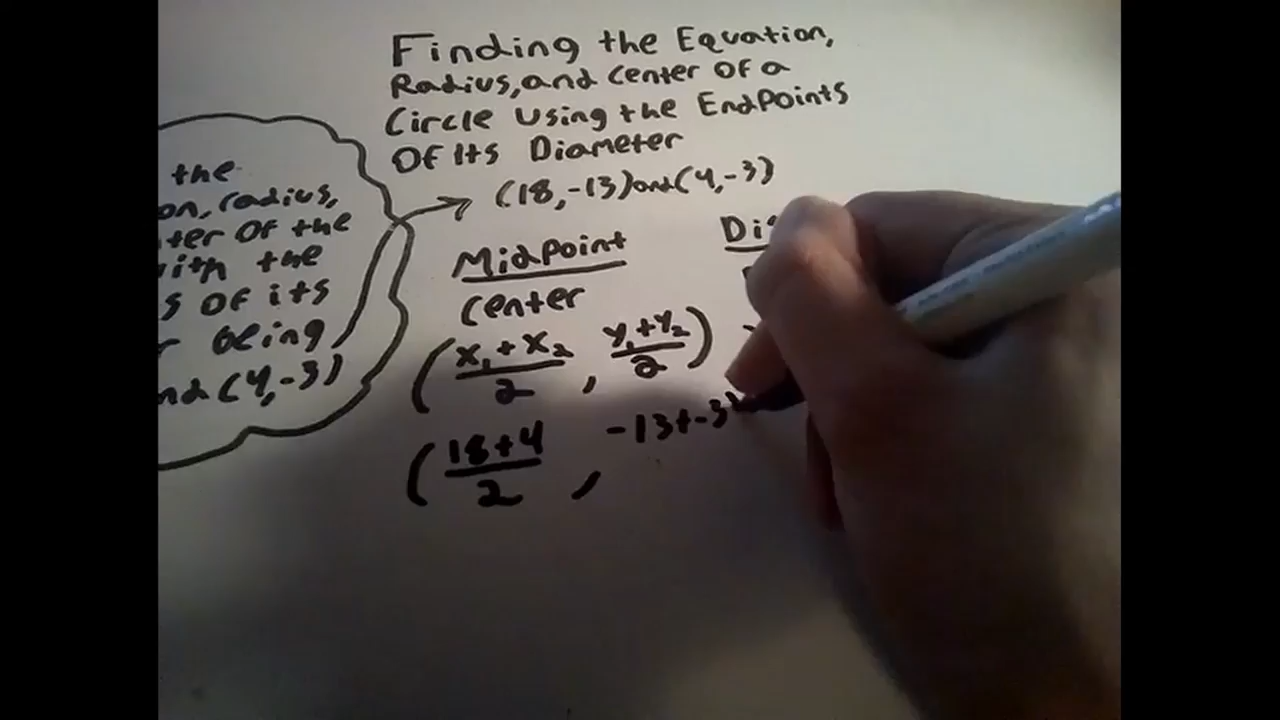 Finding the Equation,
Radius, and Center Of a
Circle Using the EndPoints
Of Its Diameter
(18,-13) and (4,-3)
the
on, radius,
ter Of the
ith the
s Of its
r being
nd (4,-3)
Midpoint
Center
(x₁+x₂/2, y₁+y₂/2)
(18+4/2, -13+-3
Di